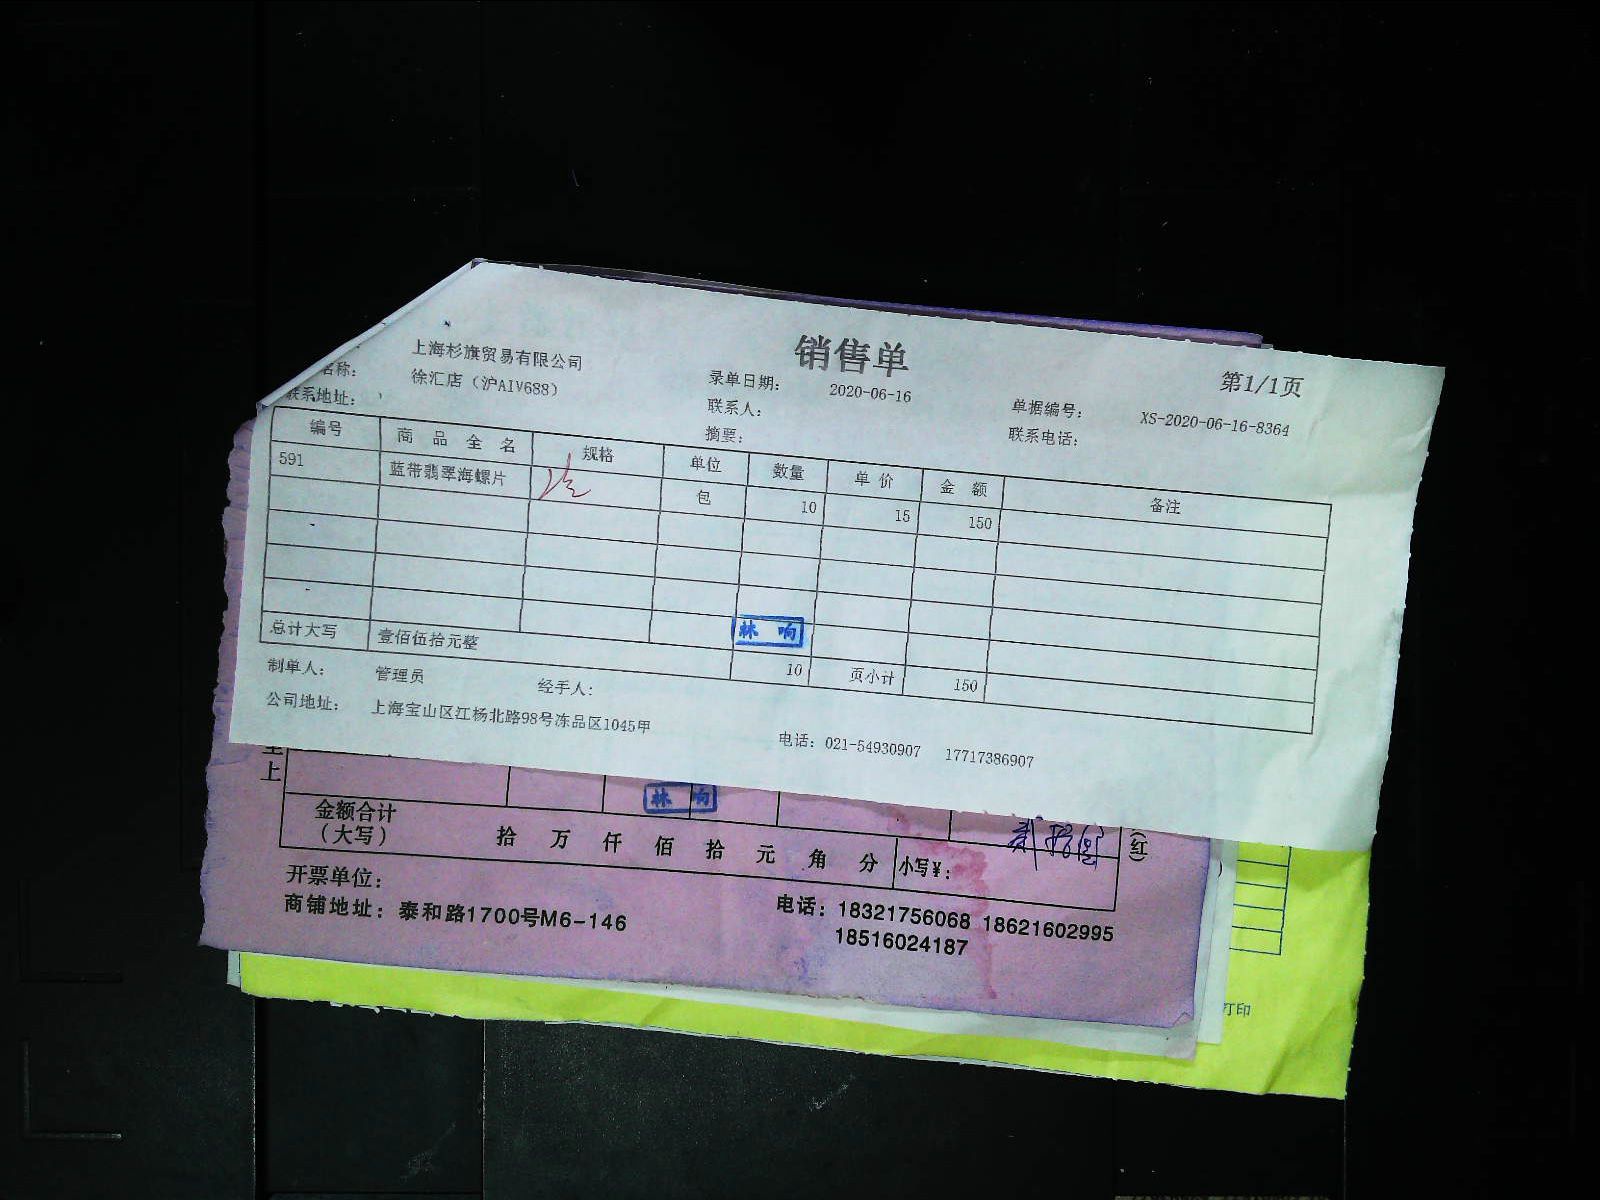 上海杉旗贸易有限公司
销售单
第1/1页
名称: 徐汇店（沪AIV688）
录单日期: 2020-06-16
单据编号: XS-2020-06-16-8364
联系地址:
联系人:
联系电话:
摘要:
编号 商品全名 规格 单位 数量 单价 金额 备注
591 蓝带翡翠海螺片 包 10 15 150
林响
总计大写 壹佰伍拾元整 10 页小计 150
制单人: 管理员 经手人:
公司地址: 上海宝山区江杨北路98号冻品区1045甲 电话: 021-54930907 17717386907
上
林响
金额合计
（大写） 拾 万 仟 佰 拾 元 角 分 小写¥:
（红）
开票单位:
商铺地址: 泰和路1700号M6-146 电话: 18321756068 18621602995
18516024187
打印